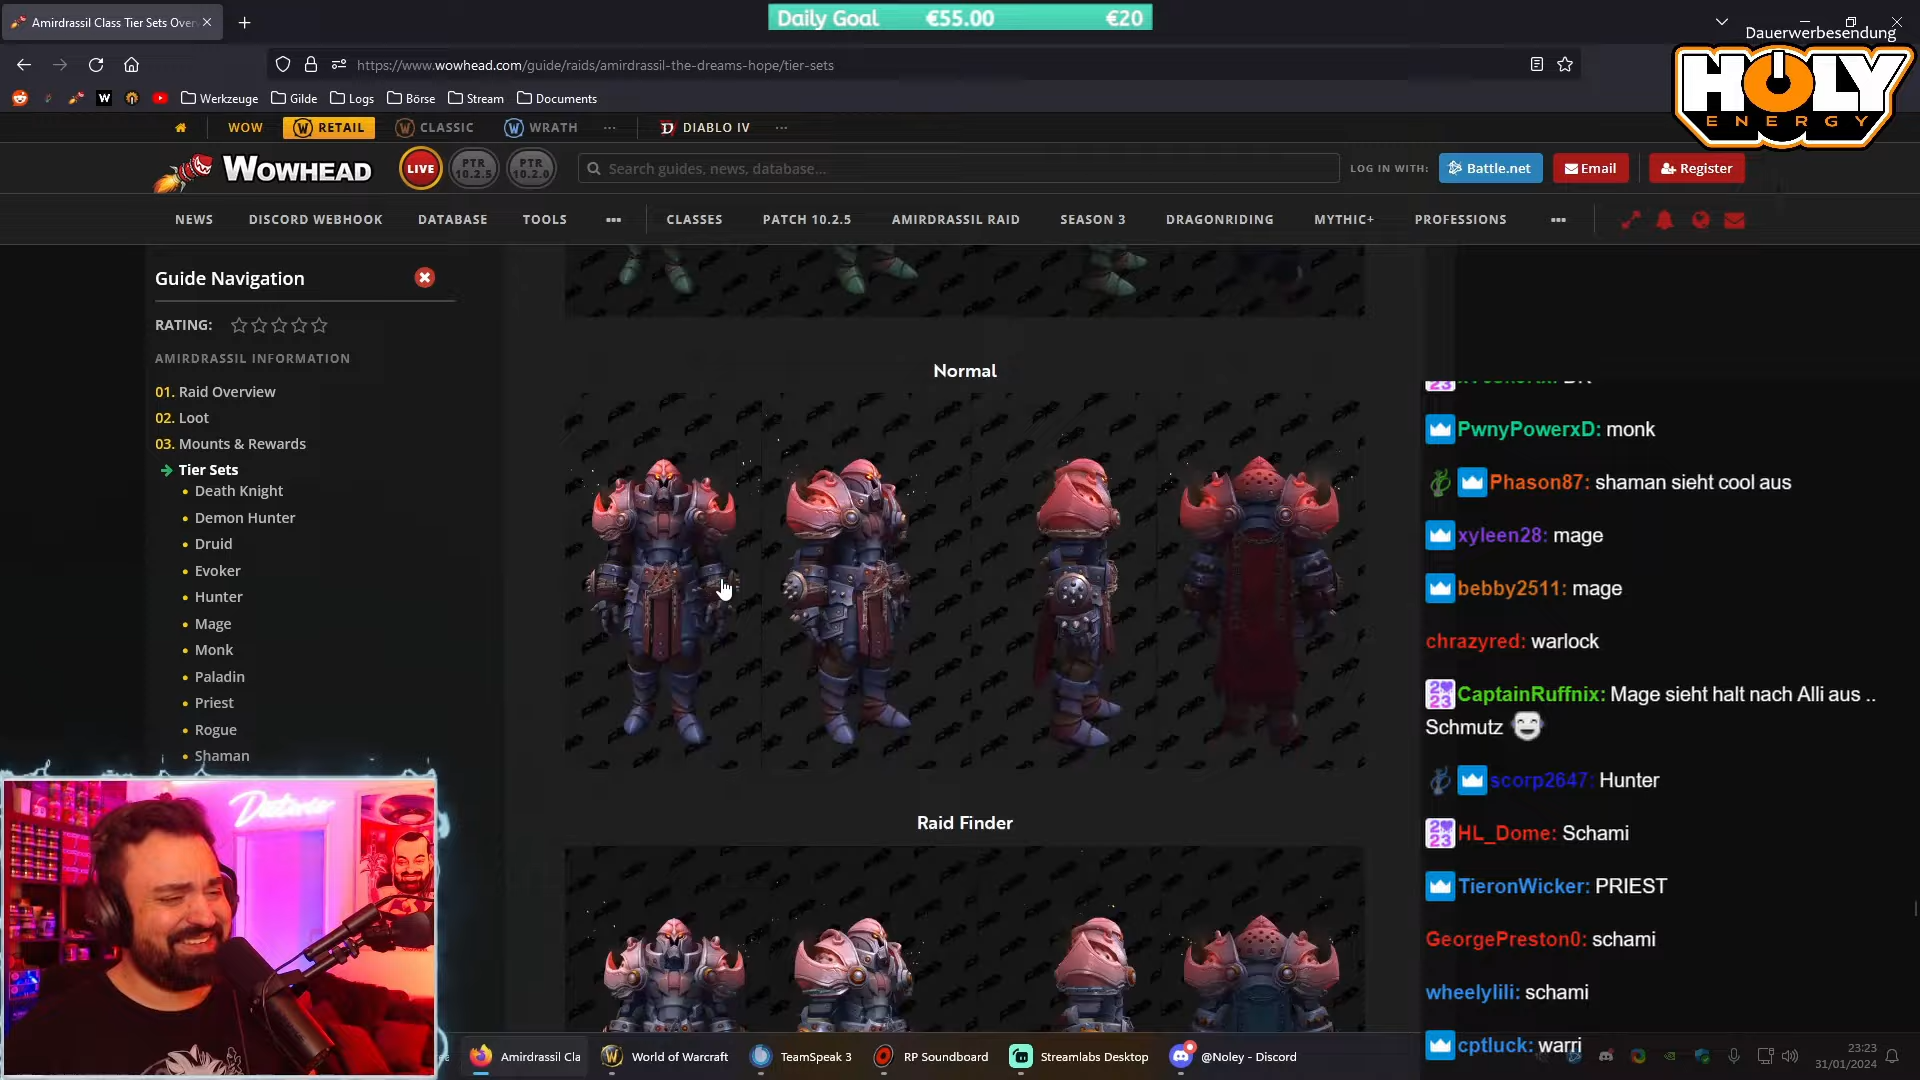 Amirdrassil Class Tier Sets Over
Daily Goal €55.00 €20
Dauerwerbesendung
https://www.wowhead.com/guide/raids/amirdrassil-the-dreams-hope/tier-sets
HOLY
ENERGY
Werkzeuge Gilde Logs Börse Stream Documents
WOW RETAIL CLASSIC WRATH ... DIABLO IV ...
WOWHEAD
LIVE
PTR
10.2.5
PTR
10.2.0
Search guides, news, database...
LOG IN WITH: Battle.net Email Register
NEWS DISCORD WEBHOOK DATABASE TOOLS ... CLASSES PATCH 10.2.5 AMIRDRASSIL RAID SEASON 3 DRAGONRIDING MYTHIC+ PROFESSIONS ...
Guide Navigation
RATING:
AMIRDRASSIL INFORMATION
01. Raid Overview
02. Loot
03. Mounts & Rewards
Tier Sets
Death Knight
Demon Hunter
Druid
Evoker
Hunter
Mage
Monk
Paladin
Priest
Rogue
Shaman
Normal
Raid Finder
PwnyPowerxD: monk
Phason87: shaman sieht cool aus
xyleen28: mage
bebby2511: mage
chrazyred: warlock
CaptainRuffnix: Mage sieht halt nach Alli aus ..
Schmutz
scorp2647: Hunter
HL_Dome: Schami
TieronWicker: PRIEST
GeorgePreston0: schami
wheelylili: schami
cptluck: warri
Amirdrassil Cla World of Warcraft TeamSpeak 3 RP Soundboard Streamlabs Desktop @Noley - Discord
23:23
31/01/2024